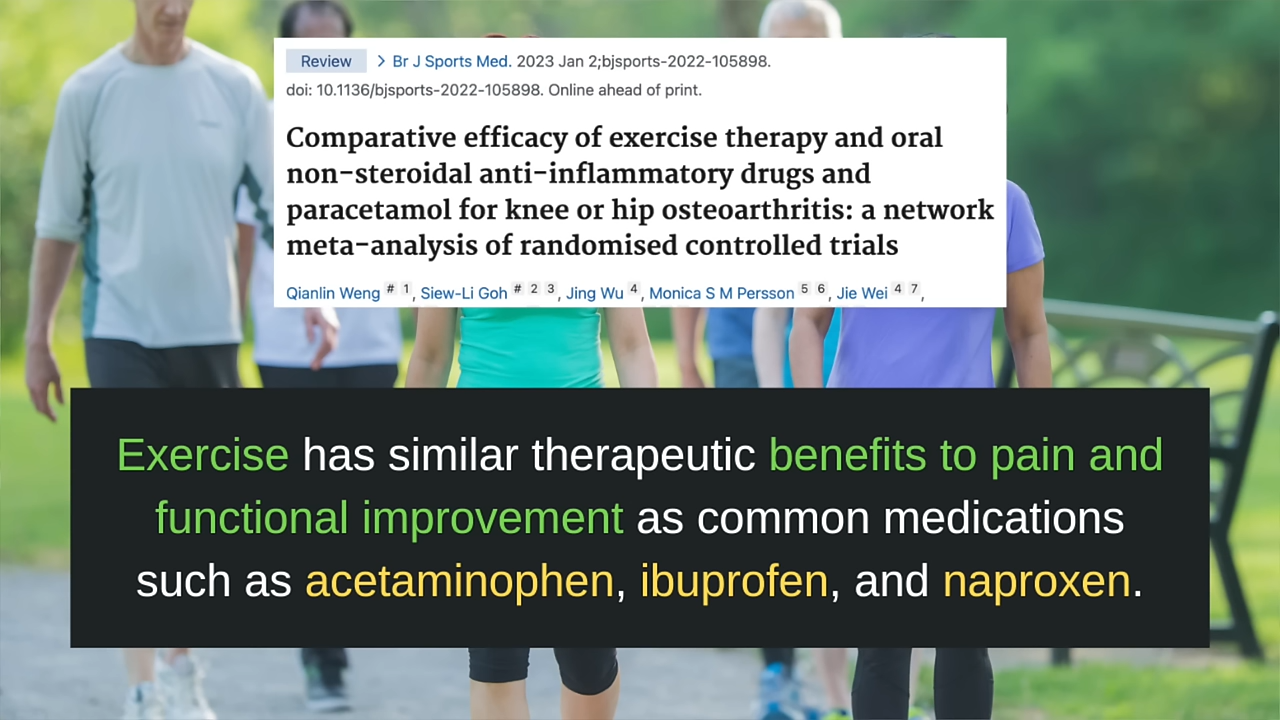 Review > Br J Sports Med. 2023 Jan 2;bjsports-2022-105898.
doi: 10.1136/bjsports-2022-105898. Online ahead of print.
Comparative efficacy of exercise therapy and oral
non-steroidal anti-inflammatory drugs and
paracetamol for knee or hip osteoarthritis: a network
meta-analysis of randomised controlled trials
Qianlin Weng # 1, Siew-Li Goh # 2 3, Jing Wu 4, Monica S M Persson 5 6, Jie Wei 4 7,
Exercise has similar therapeutic benefits to pain and
functional improvement as common medications
such as acetaminophen, ibuprofen, and naproxen.